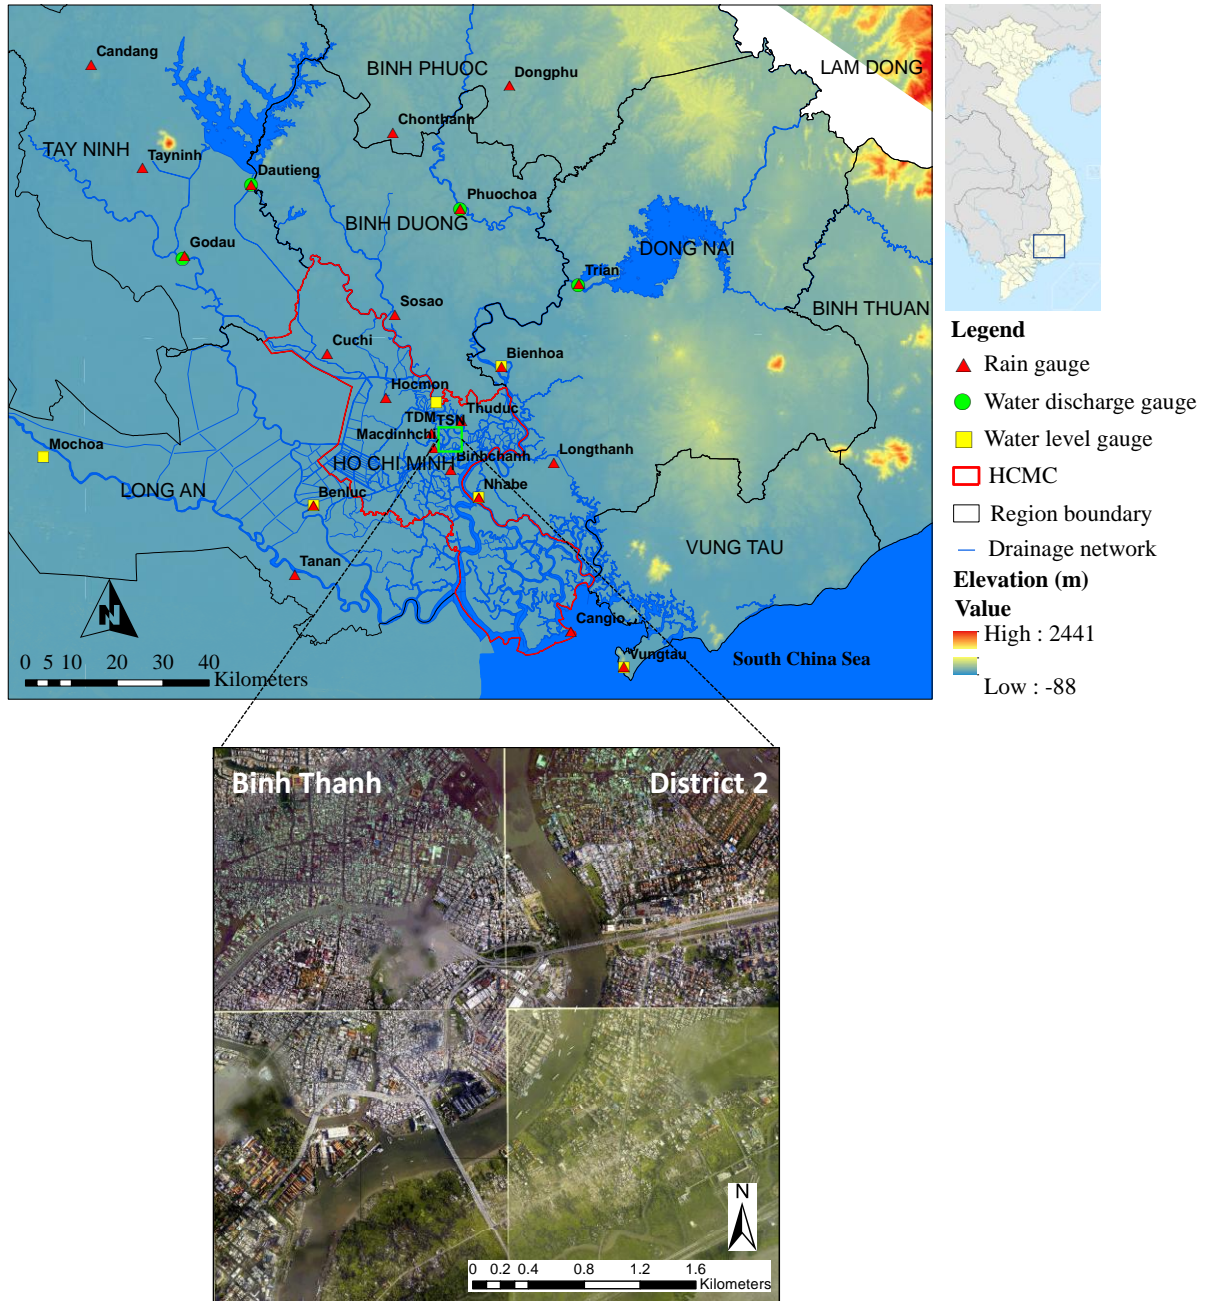 Candang
BINH PHUOC
Dongphu
LAM DONG
Chonthanh
TAY NINH
Tayninh
Dautieng
Phuochoa
BINH DUONG
Godau
DONG NAI
Trian
BINH THUAN
Sosao
Cuchi
Bienhoa
Hocmon
TDM
TSN
Thuduc
Macdinhchi
Mochoa
HO CHI MINH
Binhchanh
Longthanh
LONG AN
Benluc
Nhabe
VUNG TAU
Tanan
N
Cangio
Vungtau
South China Sea
0 5 10 20 30 40
Kilometers
Legend
Rain gauge
Water discharge gauge
Water level gauge
HCMC
Region boundary
Drainage network
Elevation (m)
Value
High : 2441
Low : -88
Binh Thanh
District 2
N
0 0.2 0.4 0.8 1.2 1.6
Kilometers